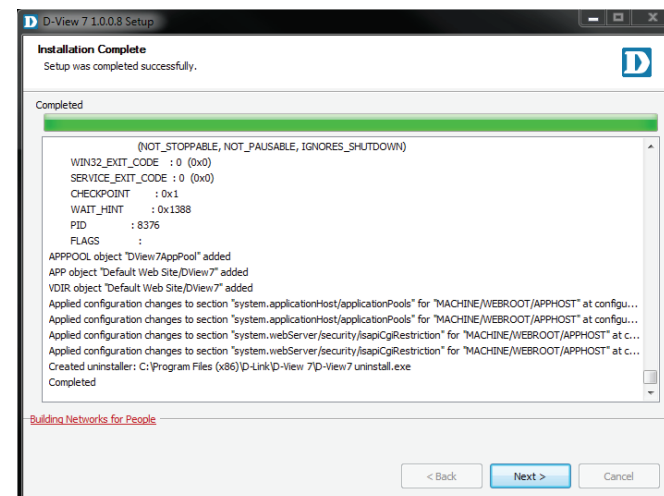 D-View 7 1.0.0.8 Setup
Installation Complete
Setup was completed successfully.
Completed
(NOT_STOPPABLE, NOT_PAUSABLE, IGNORES_SHUTDOWN)
WIN32_EXIT_CODE : 0 (0x0)
SERVICE_EXIT_CODE : 0 (0x0)
CHECKPOINT : 0x1
WAIT_HINT : 0x1388
PID : 8376
FLAGS :
APPPOOL object "DView7AppPool" added
APP object "Default Web Site/DView7" added
VDIR object "Default Web Site/DView7" added
Applied configuration changes to section "system.applicationHost/applicationPools" for "MACHINE/WEBROOT/APPHOST" at configu...
Applied configuration changes to section "system.applicationHost/applicationPools" for "MACHINE/WEBROOT/APPHOST" at configu...
Applied configuration changes to section "system.webServer/security/isapiCgiRestriction" for "MACHINE/WEBROOT/APPHOST" at c...
Applied configuration changes to section "system.webServer/security/isapiCgiRestriction" for "MACHINE/WEBROOT/APPHOST" at c...
Created uninstaller: C:\Program Files (x86)\D-Link\D-View 7\D-View7 uninstall.exe
Completed
Building Networks for People
< Back Next > Cancel